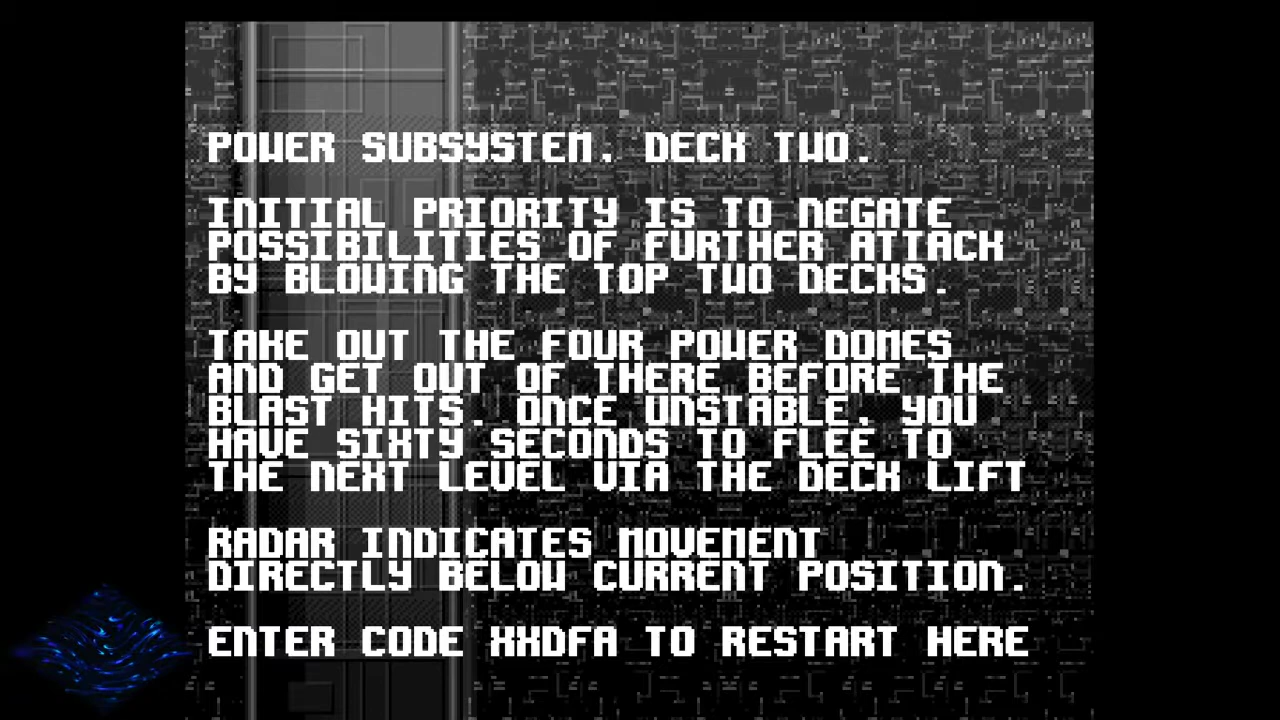 POWER SUBSYSTEM, DECK TWO.
INITIAL PRIORITY IS TO NEGATE
POSSIBILITIES OF FURTHER ATTACK
BY BLOWING THE TOP TWO DECKS.
TAKE OUT THE FOUR POWER DOMES
AND GET OUT OF THERE BEFORE THE
BLAST HITS. ONCE UNSTABLE, YOU
HAVE SIXTY SECONDS TO FLEE TO
THE NEXT LEVEL VIA THE DECK LIFT
RADAR INDICATES MOVEMENT
DIRECTLY BELOW CURRENT POSITION.
ENTER CODE XXDFA TO RESTART HERE